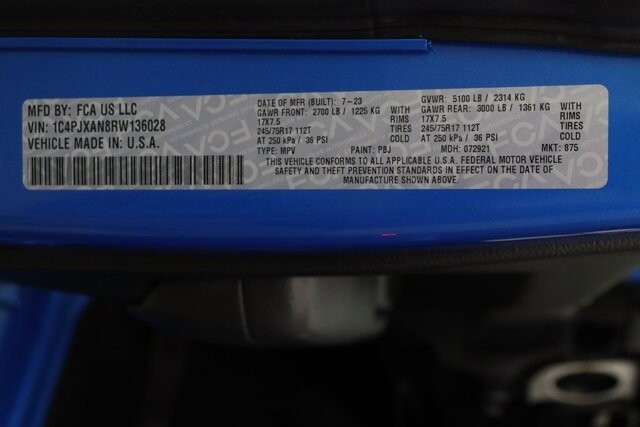 MFD BY: FCA US LLC
VIN: 1C4PJXAN8RW136028
VEHICLE MADE IN: U.S.A.
DATE OF MFR (BUILT): 7-23 GVWR: 5100 LB / 2314 KG
GAWR FRONT: 2700 LB / 1225 KG WITH GAWR REAR: 3000 LB / 1361 KG WITH
17X7.5 RIMS 17X7.5 RIMS
245/75R17 112T TIRES 245/75R17 112T TIRES
AT 250 kPa / 36 PSI COLD AT 250 kPa / 36 PSI COLD
TYPE: MPV PAINT: PBJ MDH: 072921 MKT: 875
THIS VEHICLE CONFORMS TO ALL APPLICABLE U.S.A. FEDERAL MOTOR VEHICLE
SAFETY AND THEFT PREVENTION STANDARDS IN EFFECT ON THE DATE OF
MANUFACTURE SHOWN ABOVE.